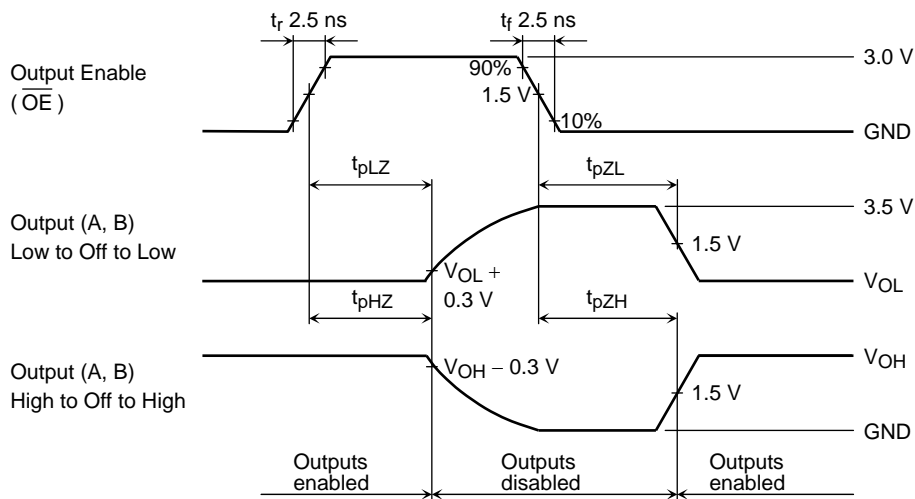 tr 2.5 ns
tf 2.5 ns
Output Enable
( OE )
90%
1.5 V
10%
3.0 V
GND
tpLZ
tpZL
Output (A, B)
Low to Off to Low
3.5 V
1.5 V
VOL +
0.3 V
VOL
tpHZ
tpZH
Output (A, B)
High to Off to High
VOH − 0.3 V
VOH
1.5 V
GND
Outputs
enabled
Outputs
disabled
Outputs
enabled